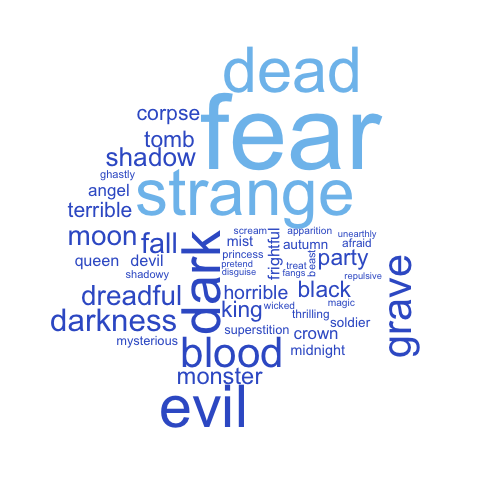 dead
corpse
fear
tomb
shadow
ghastly
strange
angel
terrible
moon
fall
dark
scream
mist
frightful
apparition
unearthly
autumn
afraid
queen
devil
princess
pretend
treat
beast
party
shadowy
disguise
fangs
repulsive
grave
dreadful
horrible
black
king
wicked
magic
thrilling
darkness
superstition
crown
soldier
mysterious
blood
midnight
monster
evil